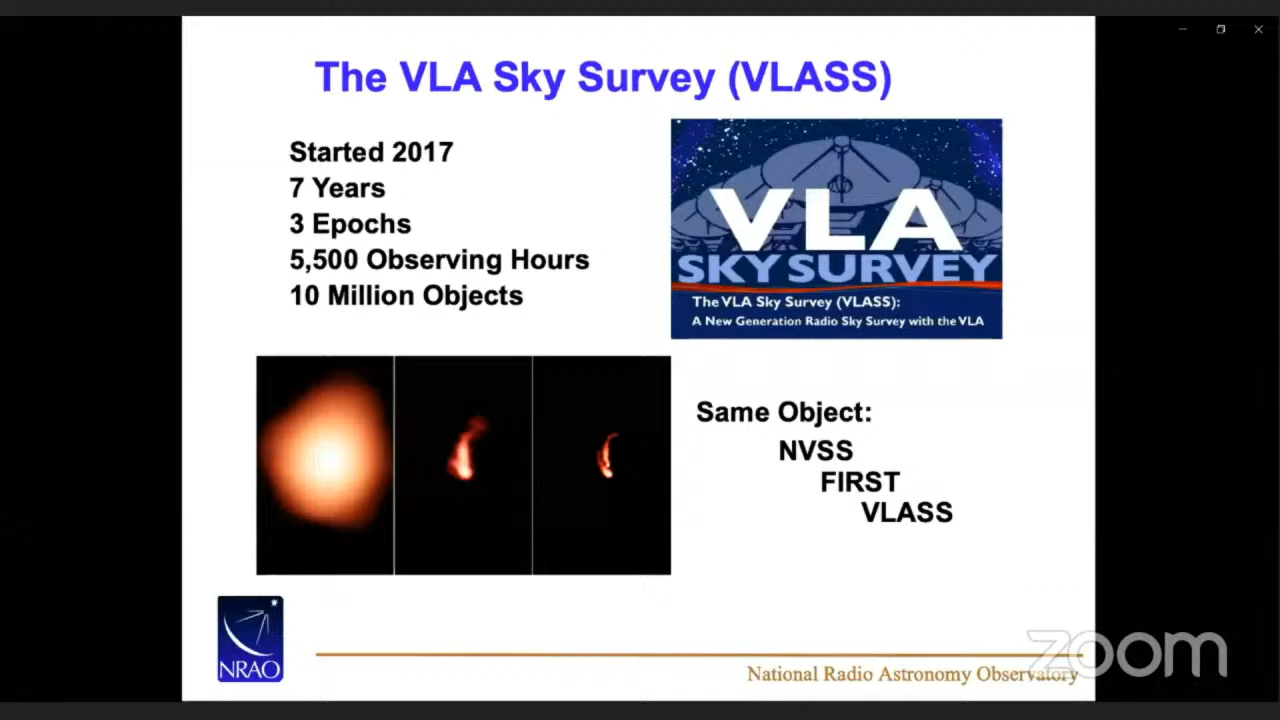 The VLA Sky Survey (VLASS)
Started 2017
7 Years
3 Epochs
5,500 Observing Hours
10 Million Objects
VLA
SKY SURVEY
The VLA Sky Survey (VLASS):
A New Generation Radio Sky Survey with the VLA
Same Object:
NVSS
FIRST
VLASS
NRAO
National Radio Astronomy Observatory
zoom